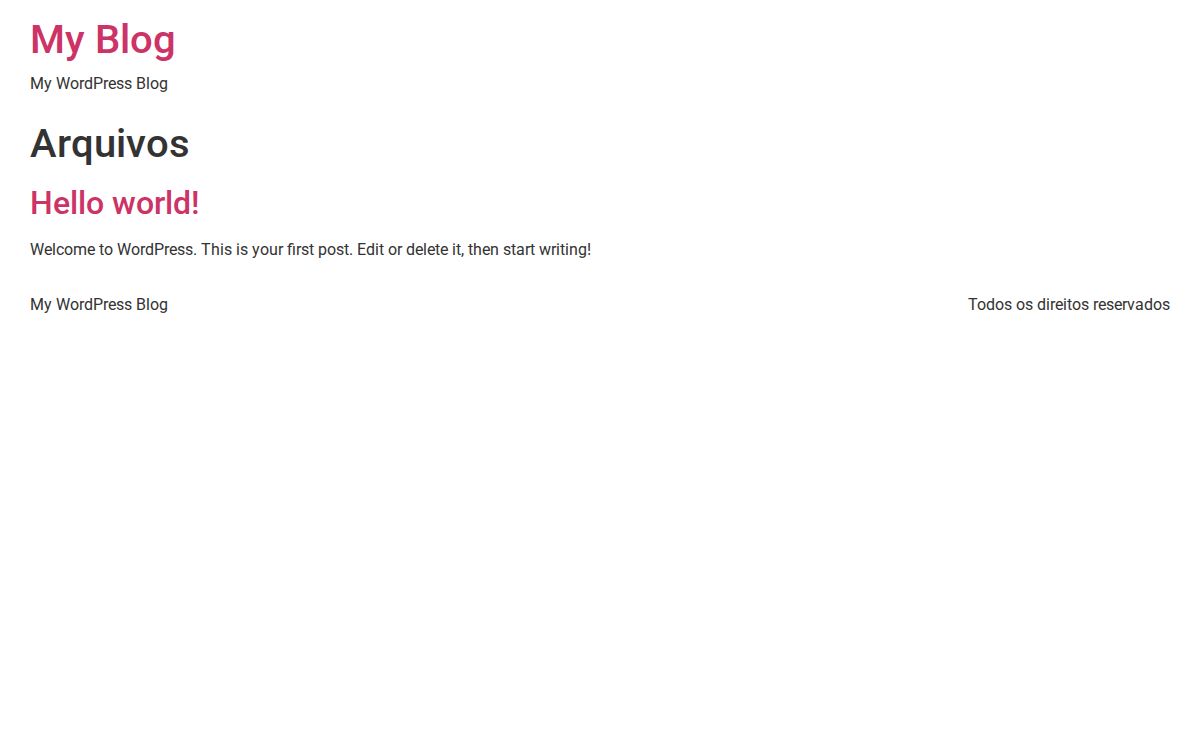 My Blog
My WordPress Blog
Arquivos
Hello world!
Welcome to WordPress. This is your first post. Edit or delete it, then start writing!
My WordPress Blog
Todos os direitos reservados